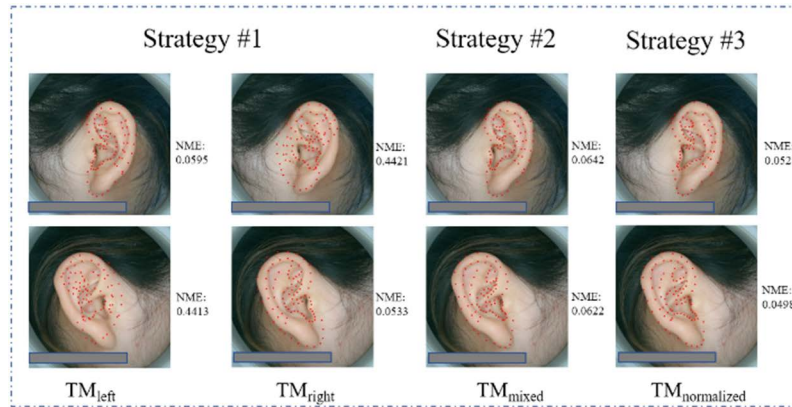 Strategy #1 Strategy #2 Strategy #3
NME: NME: NME: NME:
0.0595 0.4421 0.0642 0.052
NME: NME: NME: NME:
0.4413 0.0533 0.0622 0.0498
TMleft TMright TMmixed TMnormalized